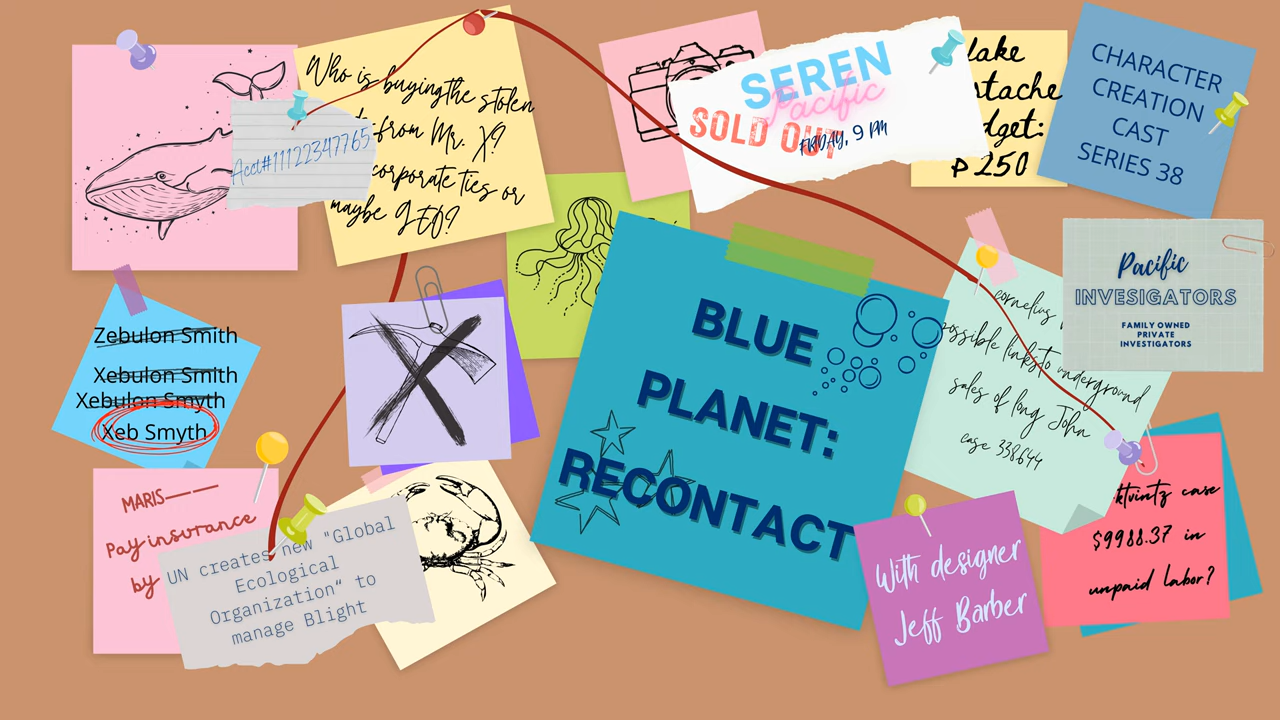 Acct#11122347765
Who is buying the stolen
from Mr. X?
corporate ties or
maybe GEO?
SEREN
Pacific
SOLD OUT
FRIDAY, 9 PM
dget:
₱250
CHARACTER
CREATION
CAST
SERIES 38
Zebulon Smith
Xebulon Smith
Xebulon Smyth
Xeb Smyth
BLUE
PLANET:
RECONTACT
cornelius
possible links to underground
sales of long John
case 338644
Pacific
INVESIGATORS
FAMILY OWNED
PRIVATE
INVESTIGATORS
MARIS
Pay insurance
by
UN creates new "Global
Ecological
Organization" to
manage Blight
With designer
Jeff Barber
case
$9988.37 in
unpaid labor?